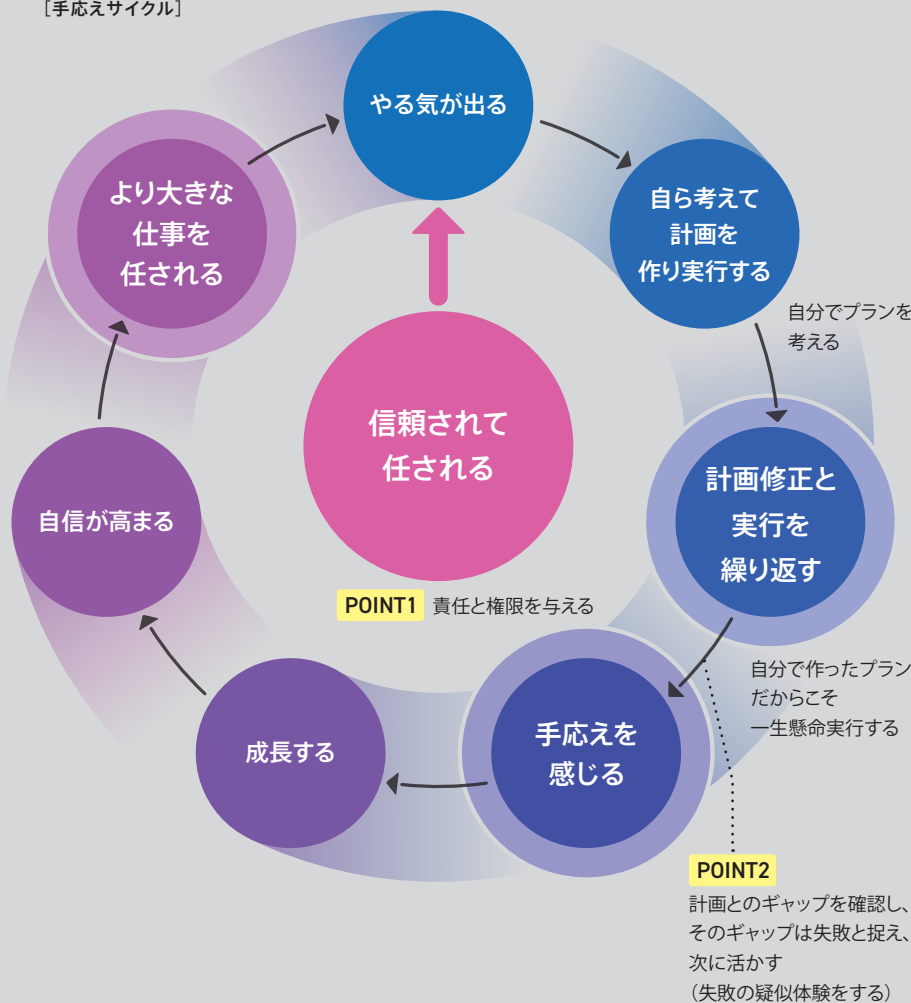 ［手応えサイクル］
やる気が出る
自ら考えて
計画を
作り実行する
自分でプランを
考える
計画修正と
実行を
繰り返す
自分で作ったプラン
だからこそ
一生懸命実行する
POINT2
計画とのギャップを確認し、
そのギャップは失敗と捉え、
次に活かす
（失敗の疑似体験をする）
手応えを
感じる
成長する
自信が高まる
より大きな
仕事を
任される
信頼されて
任される
POINT1 責任と権限を与える